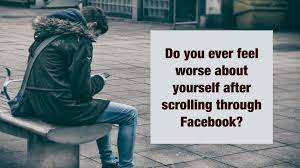 Do you ever feel
worse about
yourself after
scrolling through
Facebook?